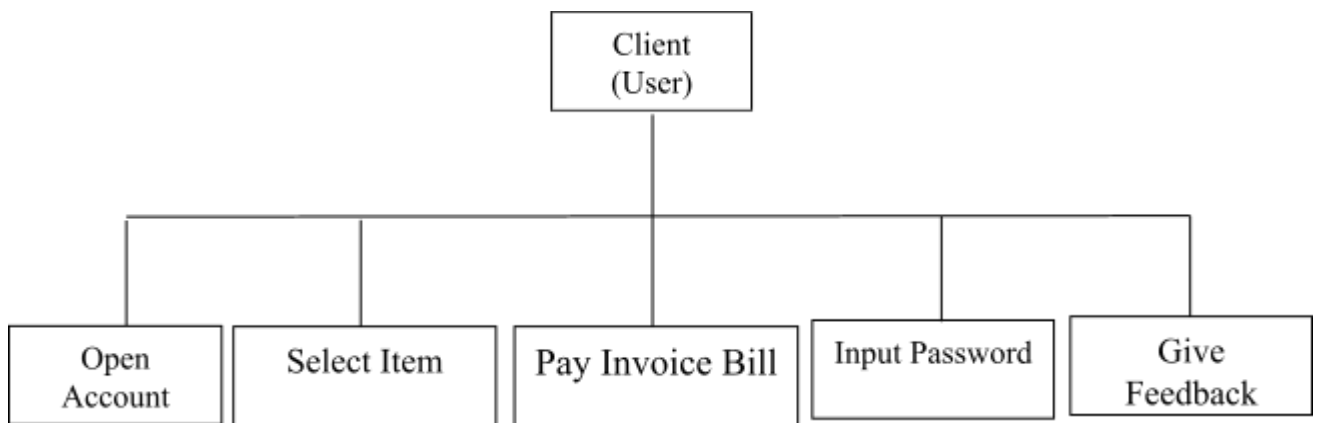 Client
(User)
Open
Account
Select Item
Pay Invoice Bill
Input Password
Give
Feedback